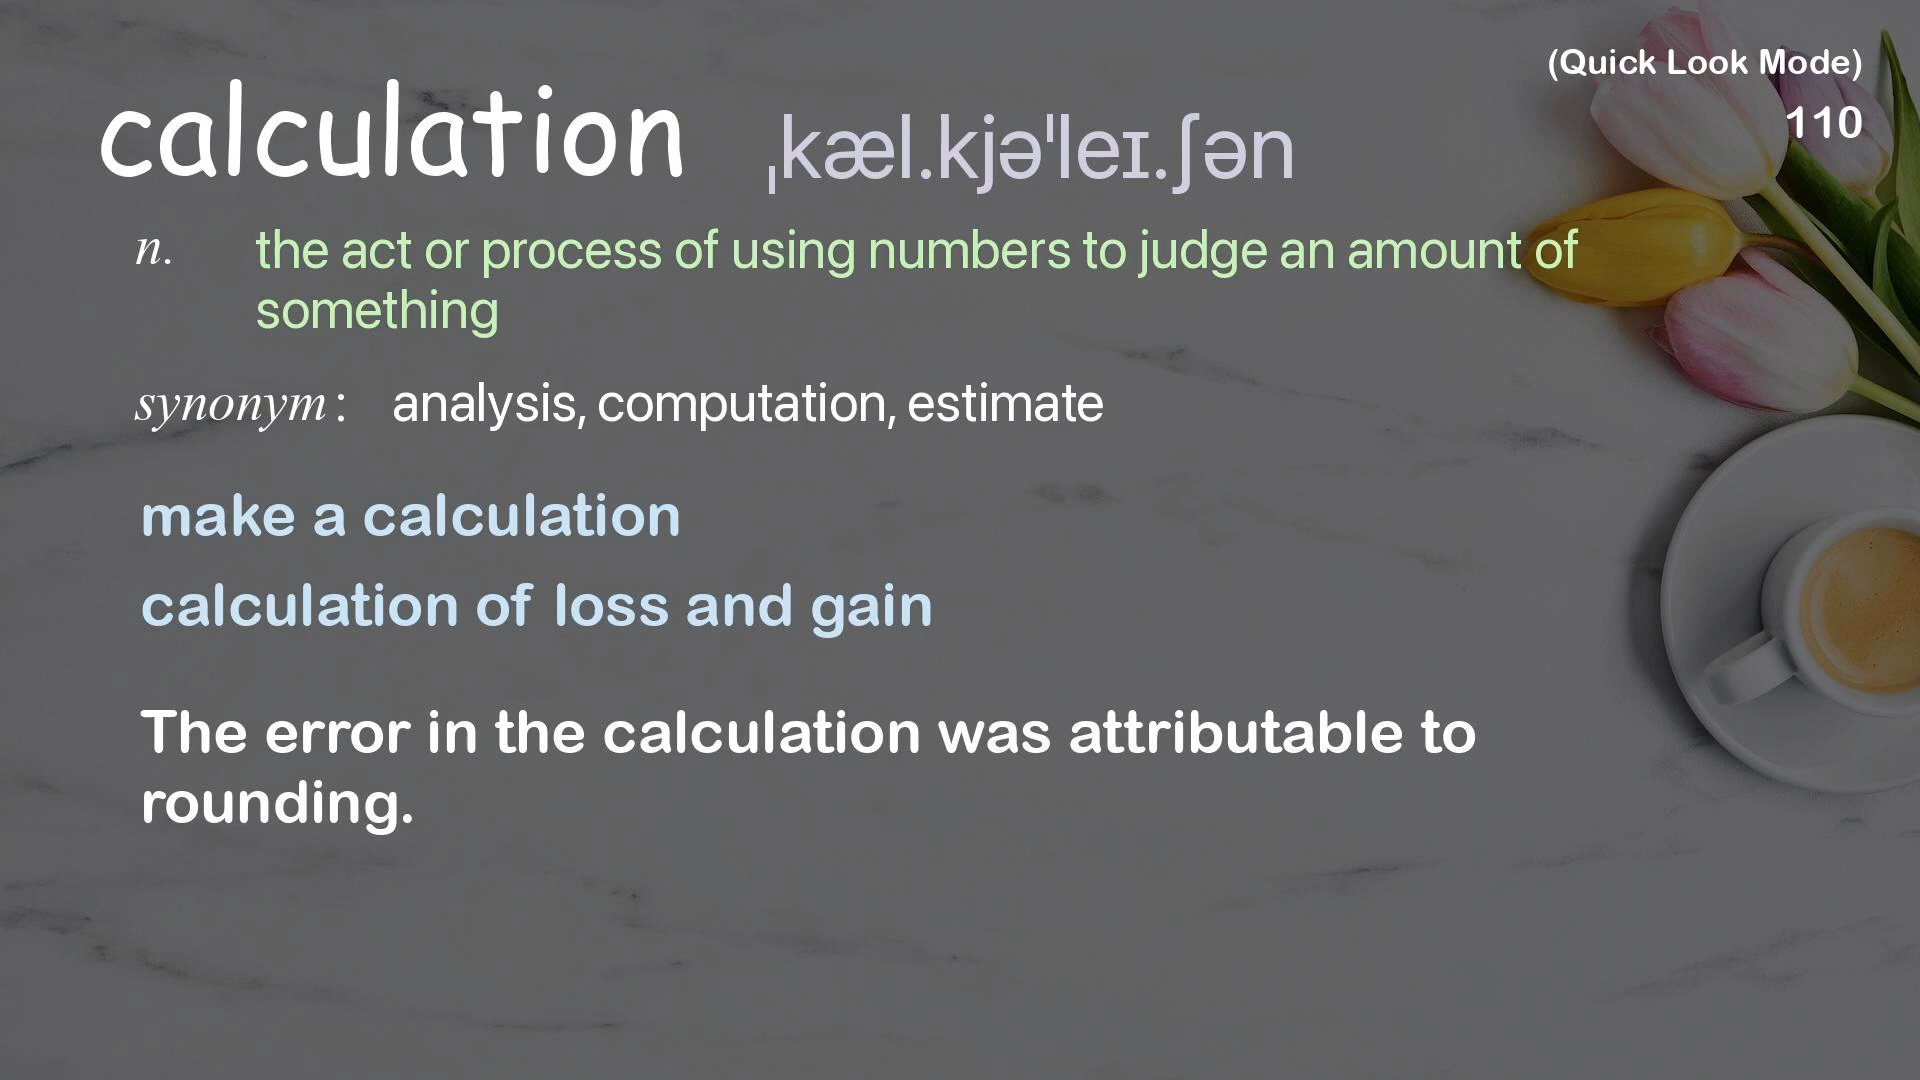 (Quick Look Mode)
110
calculation ˌkæl.kjəˈleɪ.ʃən
n. the act or process of using numbers to judge an amount of
something
synonym: analysis, computation, estimate
make a calculation
calculation of loss and gain
The error in the calculation was attributable to
rounding.